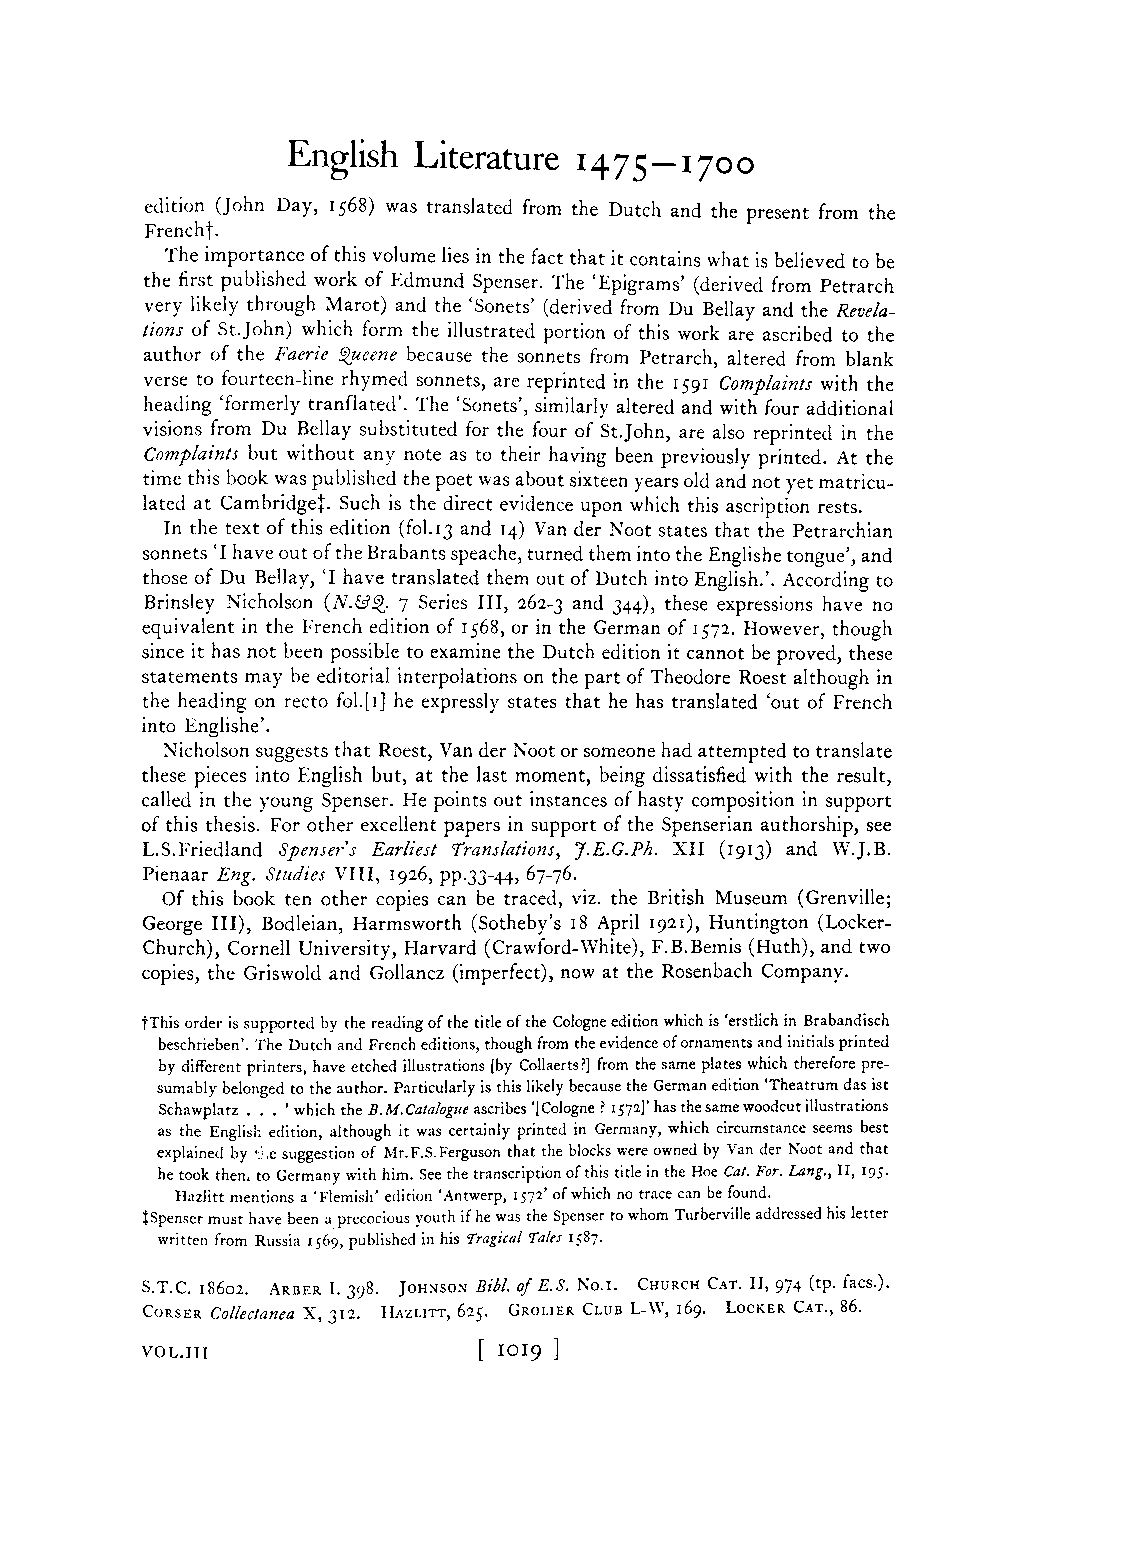 English Literature 1475—1700
edition (John Day, 1568) was translated from the Dutch and the present from the
French†.
The importance of this volume lies in the fact that it contains what is believed to be
the first published work of Edmund Spenser. The ‘Epigrams’ (derived from Petrarch
very likely through Marot) and the ‘Sonets’ (derived from Du Bellay and the Revela-
tions of St.John) which form the illustrated portion of this work are ascribed to the
author of the Faerie Queene because the sonnets from Petrarch, altered from blank
verse to fourteen-line rhymed sonnets, are reprinted in the 1591 Complaints with the
heading ‘formerly tranſlated’. The ‘Sonets’, similarly altered and with four additional
visions from Du Bellay substituted for the four of St.John, are also reprinted in the
Complaints but without any note as to their having been previously printed. At the
time this book was published the poet was about sixteen years old and not yet matricu-
lated at Cambridge‡. Such is the direct evidence upon which this ascription rests.
In the text of this edition (fol.13 and 14) Van der Noot states that the Petrarchian
sonnets ‘I have out of the Brabants speache, turned them into the Englishe tongue’, and
those of Du Bellay, ‘I have translated them out of Dutch into English.’. According to
Brinsley Nicholson (N.&Q. 7 Series III, 262-3 and 344), these expressions have no
equivalent in the French edition of 1568, or in the German of 1572. However, though
since it has not been possible to examine the Dutch edition it cannot be proved, these
statements may be editorial interpolations on the part of Theodore Roest although in
the heading on recto fol.[1] he expressly states that he has translated ‘out of French
into Englishe’.
Nicholson suggests that Roest, Van der Noot or someone had attempted to translate
these pieces into English but, at the last moment, being dissatisfied with the result,
called in the young Spenser. He points out instances of hasty composition in support
of this thesis. For other excellent papers in support of the Spenserian authorship, see
L.S.Friedland Spenser's Earliest Translations, J.E.G.Ph. XII (1913) and W.J.B.
Pienaar Eng. Studies VIII, 1926, pp.33-44, 67-76.
Of this book ten other copies can be traced, viz. the British Museum (Grenville;
George III), Bodleian, Harmsworth (Sotheby's 18 April 1921), Huntington (Locker-
Church), Cornell University, Harvard (Crawford-White), F.B.Bemis (Huth), and two
copies, the Griswold and Gollancz (imperfect), now at the Rosenbach Company.
†This order is supported by the reading of the title of the Cologne edition which is ‘erstlich in Brabandisch
beschrieben’. The Dutch and French editions, though from the evidence of ornaments and initials printed
by different printers, have etched illustrations [by Collaerts?] from the same plates which therefore pre-
sumably belonged to the author. Particularly is this likely because the German edition ‘Theatrum das ist
Schawplatz . . . ’ which the B.M.Catalogue ascribes ‘[Cologne ? 1572]’ has the same woodcut illustrations
as the English edition, although it was certainly printed in Germany, which circumstance seems best
explained by the suggestion of Mr.F.S.Ferguson that the blocks were owned by Van der Noot and that
he took them to Germany with him. See the transcription of this title in the Hoe Cat. For. Lang., II, 195.
Hazlitt mentions a ‘Flemish’ edition ‘Antwerp, 1572’ of which no trace can be found.
‡Spenser must have been a precocious youth if he was the Spenser to whom Turberville addressed his letter
written from Russia 1569, published in his Tragical Tales 1587.
S.T.C. 18602. ARBER I. 398. JOHNSON Bibl. of E.S. No.1. CHURCH CAT. II, 974 (tp. facs.).
CORSER Collectanea X, 312. HAZLITT, 625. GROLIER CLUB L-W, 169. LOCKER CAT., 86.
VOL.III [ 1019 ]